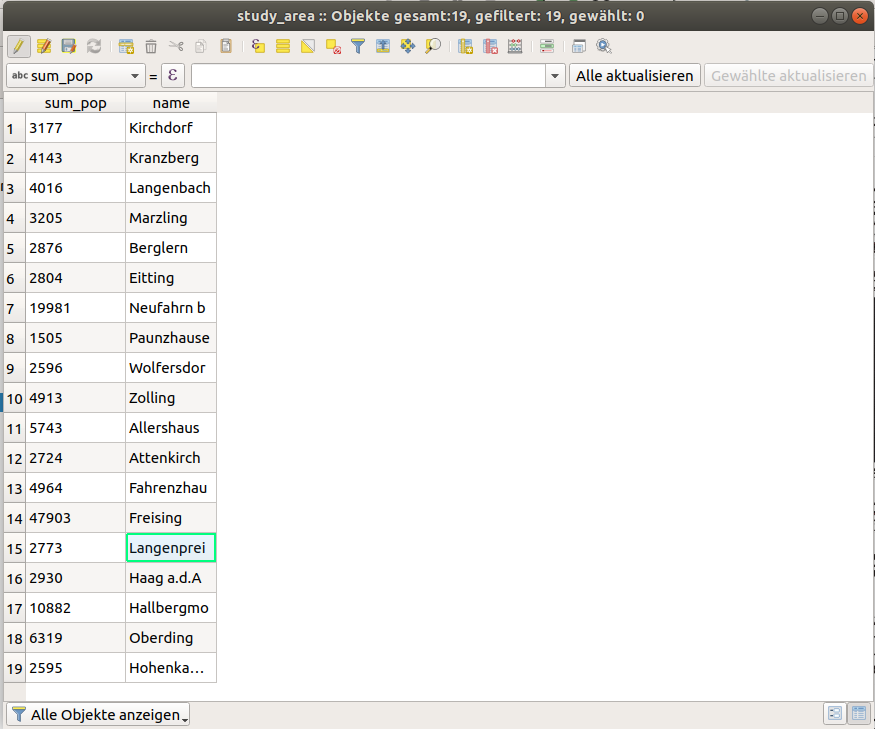 study_area :: Objekte gesamt:19, gefiltert: 19, gewählt: 0
abc sum_pop = ε Alle aktualisieren Gewählte aktualisieren
sum_pop name
1 3177 Kirchdorf
2 4143 Kranzberg
3 4016 Langenbach
4 3205 Marzling
5 2876 Berglern
6 2804 Eitting
7 19981 Neufahrn b
8 1505 Paunzhause
9 2596 Wolfersdor
10 4913 Zolling
11 5743 Allershaus
12 2724 Attenkirch
13 4964 Fahrenzhau
14 47903 Freising
15 2773 Langenprei
16 2930 Haag a.d.A
17 10882 Hallbergmo
18 6319 Oberding
19 2595 Hohenka...
Alle Objekte anzeigen